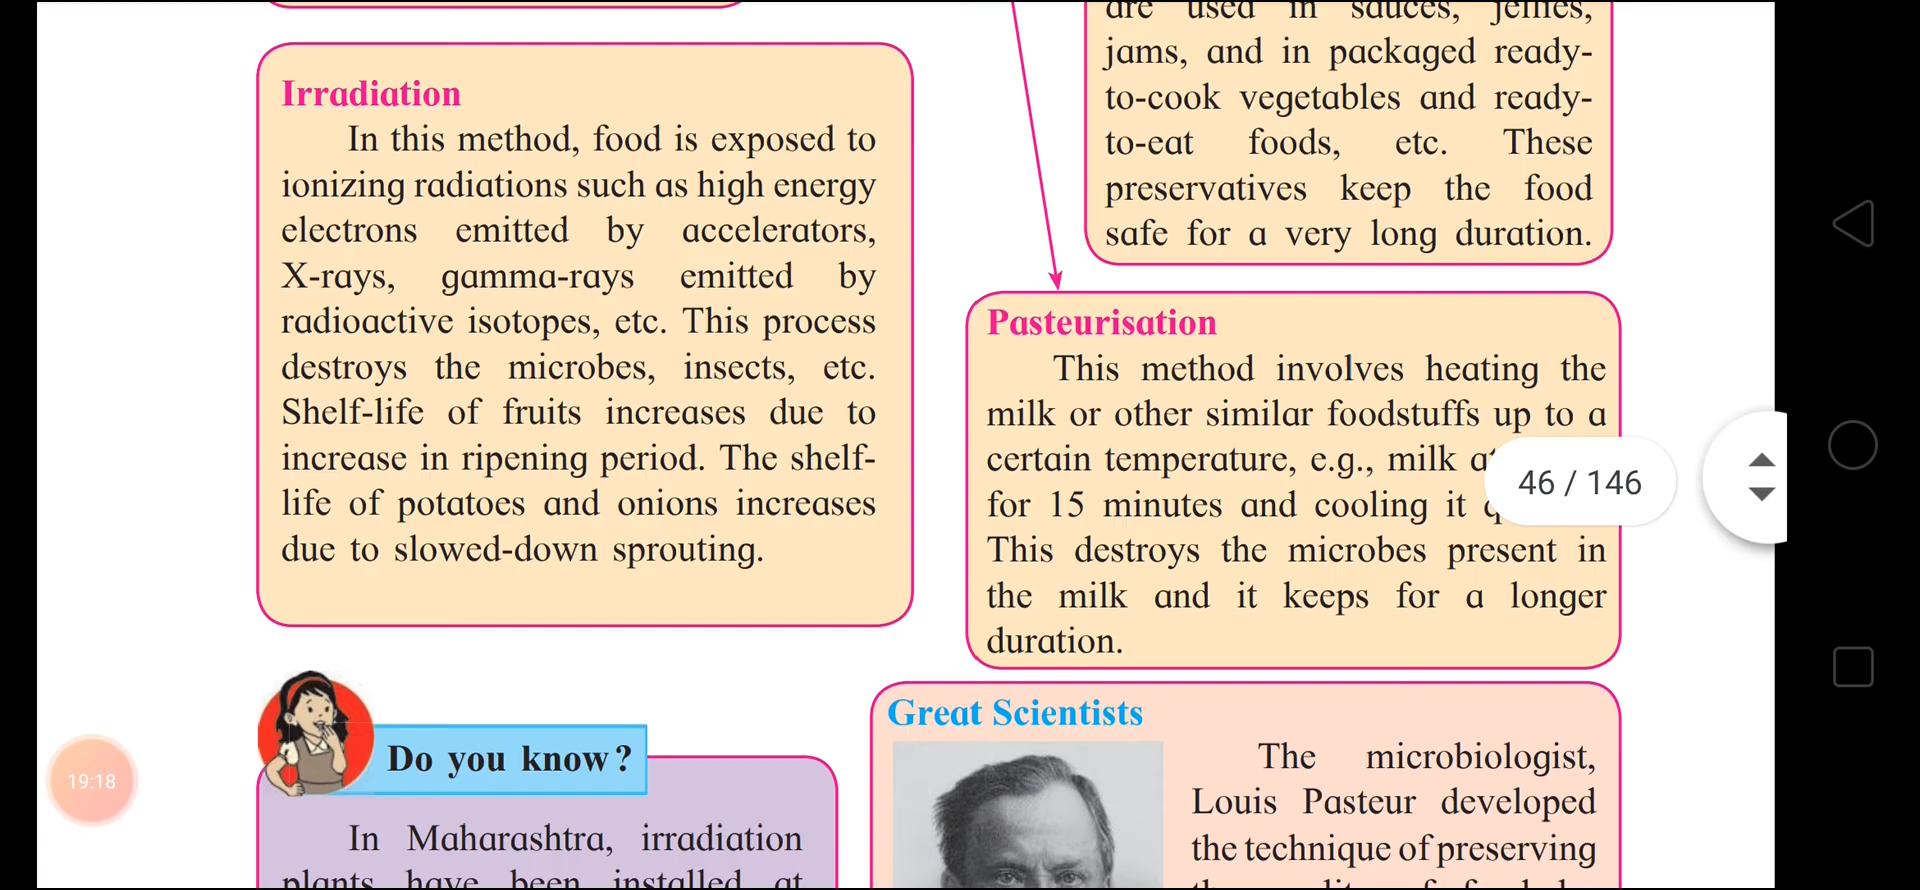 Irradiation
In this method, food is exposed to
ionizing radiations such as high energy
electrons emitted by accelerators,
X-rays, gamma-rays emitted by
radioactive isotopes, etc. This process
destroys the microbes, insects, etc.
Shelf-life of fruits increases due to
increase in ripening period. The shelf-
life of potatoes and onions increases
due to slowed-down sprouting.
are used in sauces, jellies,
jams, and in packaged ready-
to-cook vegetables and ready-
to-eat foods, etc. These
preservatives keep the food
safe for a very long duration.
Pasteurisation
This method involves heating the
milk or other similar foodstuffs up to a
certain temperature, e.g., milk
for 15 minutes and cooling it
This destroys the microbes present in
the milk and it keeps for a longer
duration.
46 / 146
Do you know?
In Maharashtra, irradiation
plants have been installed at
Great Scientists
The microbiologist,
Louis Pasteur developed
the technique of preserving
19:18